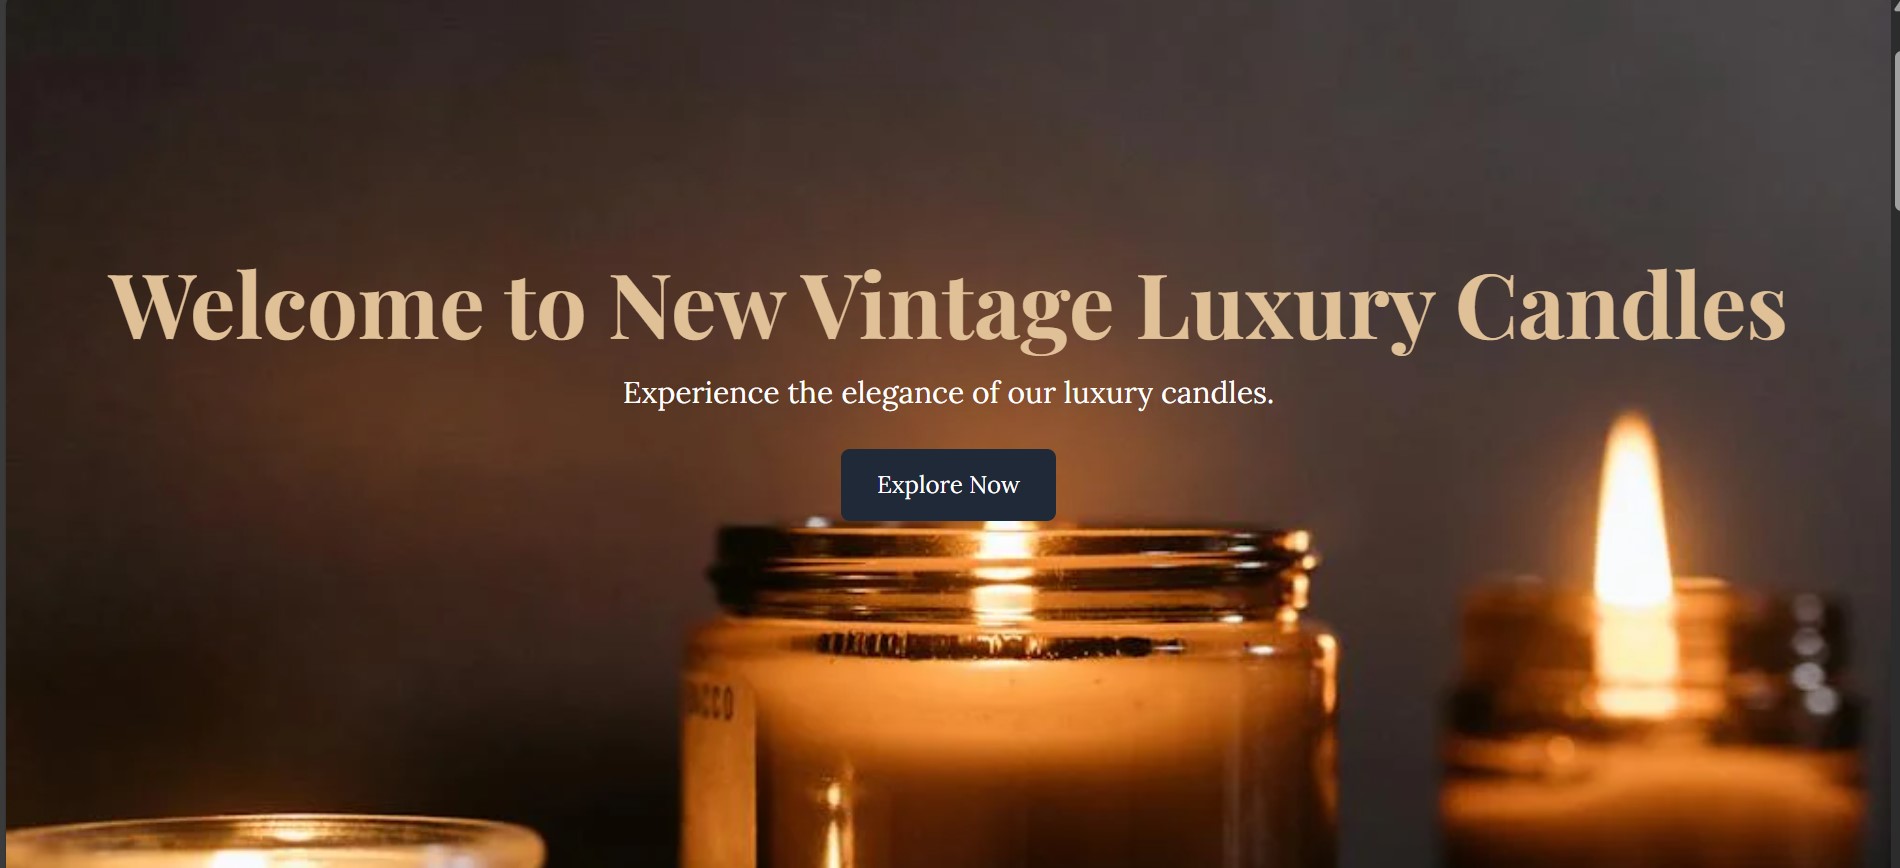 Welcome to New Vintage Luxury Candles
Experience the elegance of our luxury candles.
Explore Now